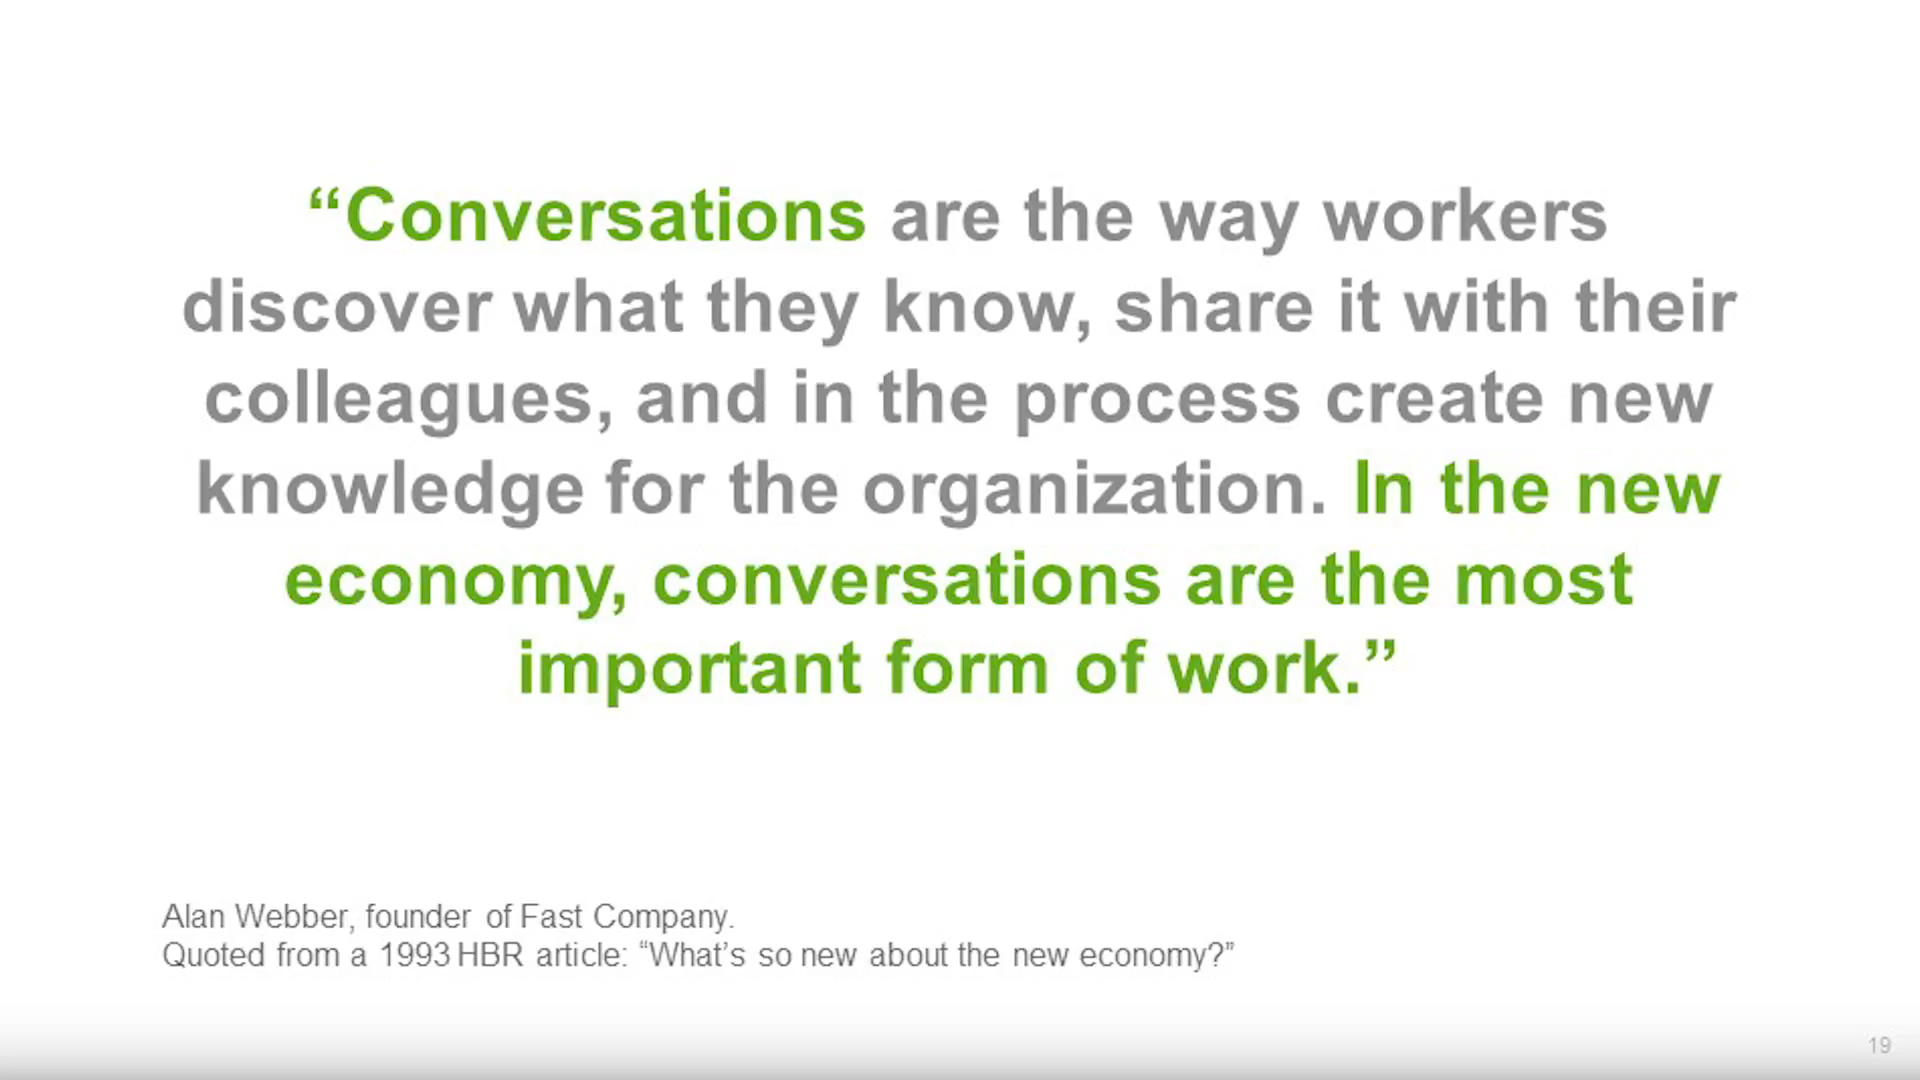 “Conversations are the way workers
discover what they know, share it with their
colleagues, and in the process create new
knowledge for the organization. In the new
economy, conversations are the most
important form of work.”
Alan Webber, founder of Fast Company.
Quoted from a 1993 HBR article: “What’s so new about the new economy?”
19